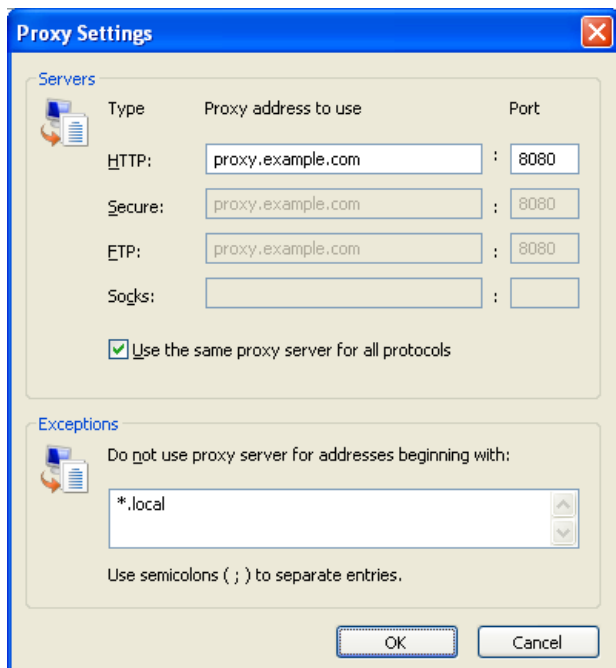 Proxy Settings
Servers
Type Proxy address to use Port
HTTP: proxy.example.com : 8080
Secure: proxy.example.com : 8080
FTP: proxy.example.com : 8080
Socks: :
Use the same proxy server for all protocols
Exceptions
Do not use proxy server for addresses beginning with:
*.local
Use semicolons ( ; ) to separate entries.
OK Cancel